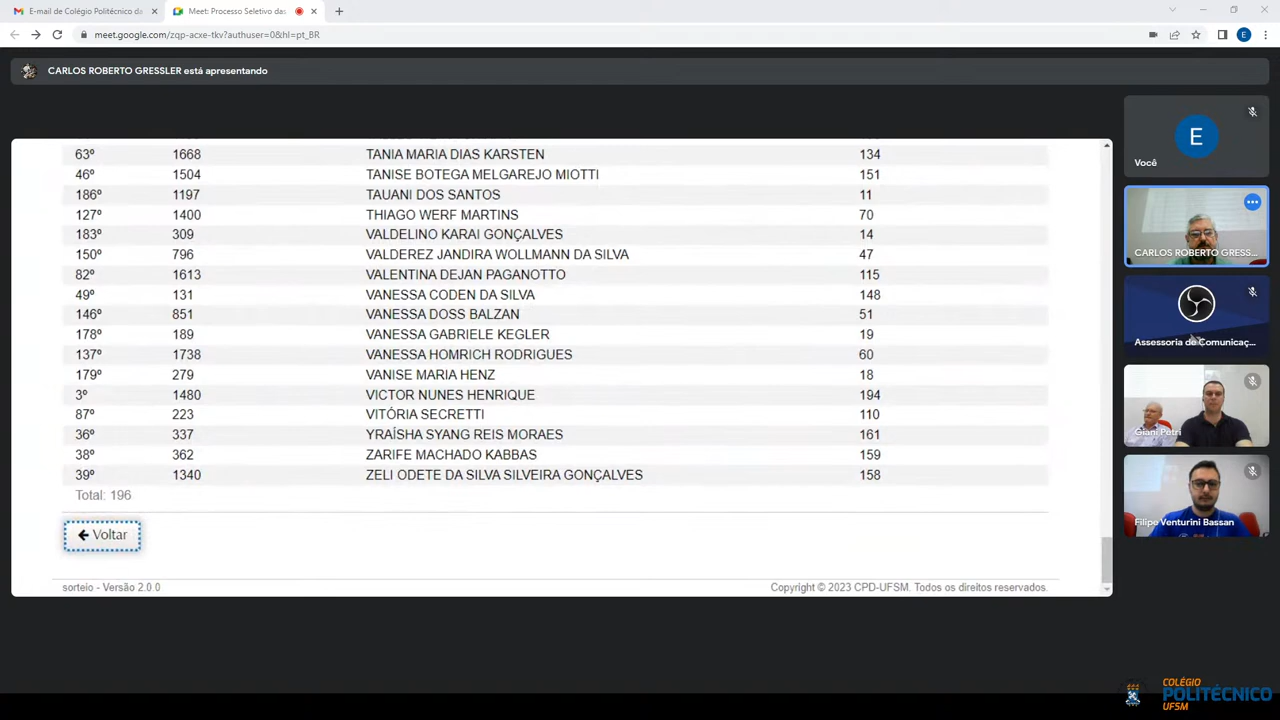 E-mail de Colégio Politécnico da
Meet: Processo Seletivo das
meet.google.com/zqp-acxe-tkv?authuser=0&hl=pt_BR
E
CARLOS ROBERTO GRESSLER está apresentando
63º 1668 TANIA MARIA DIAS KARSTEN 134
46º 1504 TANISE BOTEGA MELGAREJO MIOTTI 151
186º 1197 TAUANI DOS SANTOS 11
127º 1400 THIAGO WERF MARTINS 70
183º 309 VALDELINO KARAI GONÇALVES 14
150º 796 VALDEREZ JANDIRA WOLLMANN DA SILVA 47
82º 1613 VALENTINA DEJAN PAGANOTTO 115
49º 131 VANESSA CODEN DA SILVA 148
146º 851 VANESSA DOSS BALZAN 51
178º 189 VANESSA GABRIELE KEGLER 19
137º 1738 VANESSA HOMRICH RODRIGUES 60
179º 279 VANISE MARIA HENZ 18
3º 1480 VICTOR NUNES HENRIQUE 194
87º 223 VITÓRIA SECRETTI 110
36º 337 YRAÍSHA SYANG REIS MORAES 161
38º 362 ZARIFE MACHADO KABBAS 159
39º 1340 ZELI ODETE DA SILVA SILVEIRA GONÇALVES 158
Total: 196
Voltar
sorteio - Versão 2.0.0
Copyright © 2023 CPD-UFSM. Todos os direitos reservados.
E
Você
CARLOS ROBERTO GRESS...
Assessoria de Comunicaç...
Giani Petri
Filipe Venturini Bassan
COLÉGIO
POLITÉCNICO
UFSM